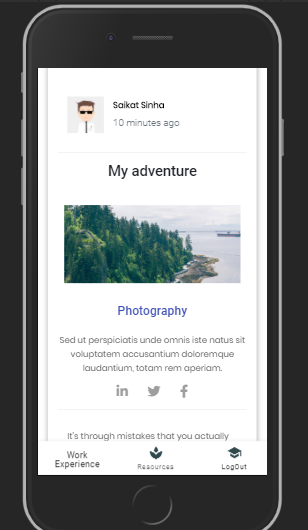 Saikat Sinha
10 minutes ago
My adventure
Photography
Sed ut perspiciatis unde omnis iste natus sit
voluptatem accusantium doloremque
laudantium, totam rem aperiam.
It's through mistakes that you actually
Work
Experience
Resources
LogOut